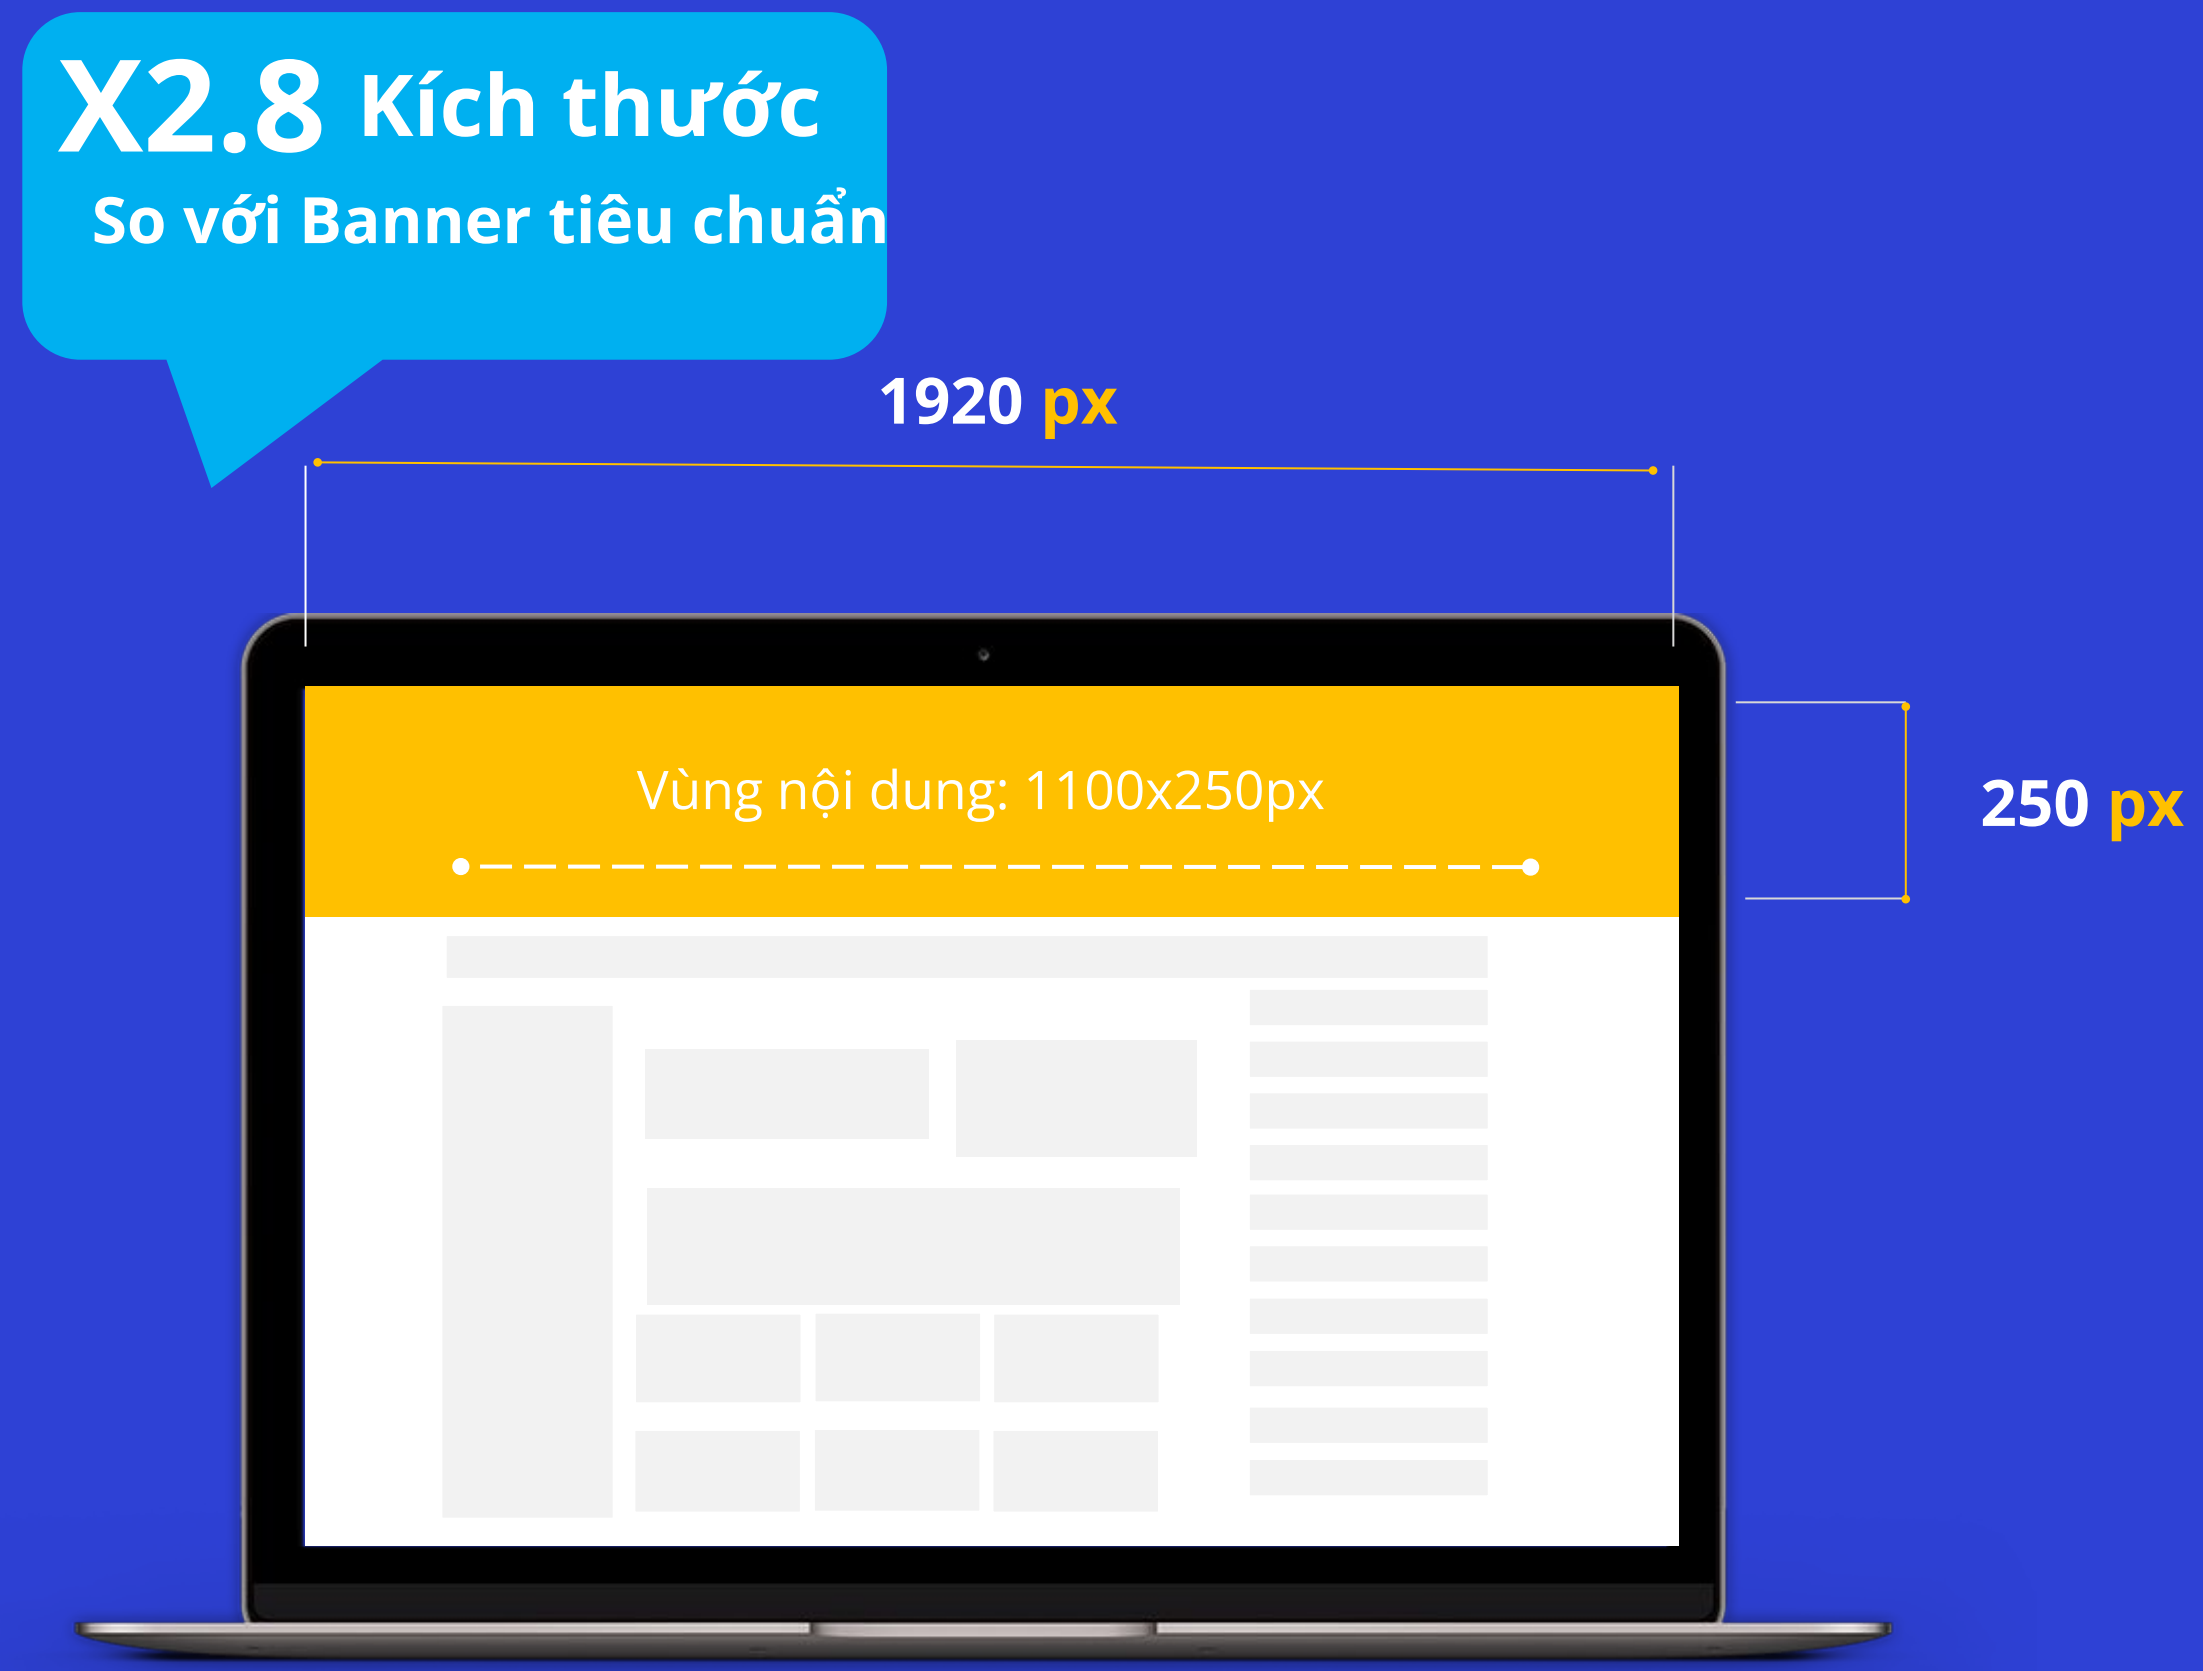 X2.8 Kích thước
So với Banner tiêu chuẩn
1920 px
Vùng nội dung: 1100x250px
250 px